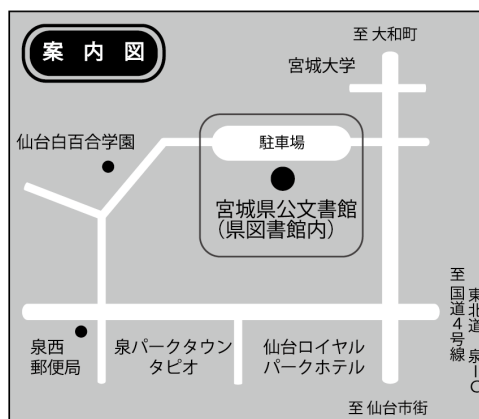 案内図
至 大和町
宮城大学
仙台白百合学園
駐車場
宮城県公文書館
（県図書館内）
至 東北道 泉IC
国道4号線
泉西
郵便局
泉パークタウン
タピオ
仙台ロイヤル
パークホテル
至 仙台市街